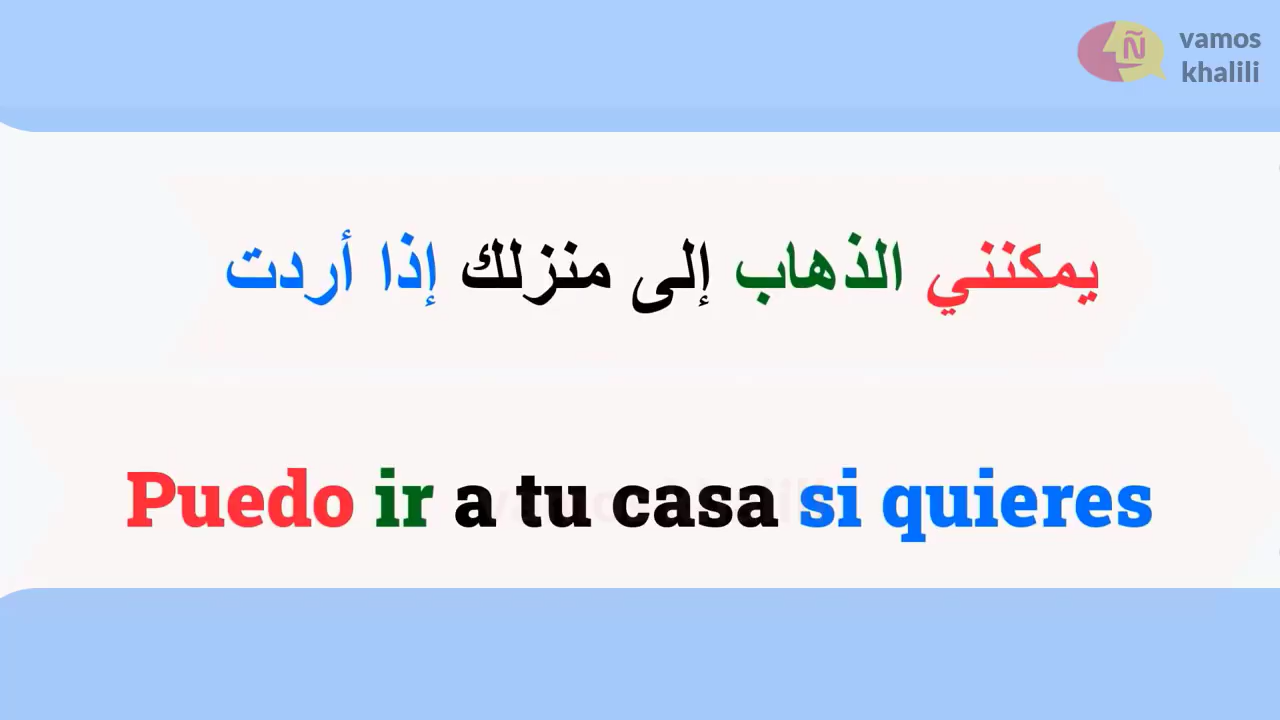 vamos
khalili
يمكنني الذهاب إلى منزلك إذا أردت
Puedo ir a tu casa si quieres